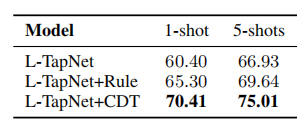 Model 1-shot 5-shots
L-TapNet 60.40 66.93
L-TapNet+Rule 65.30 69.64
L-TapNet+CDT 70.41 75.01